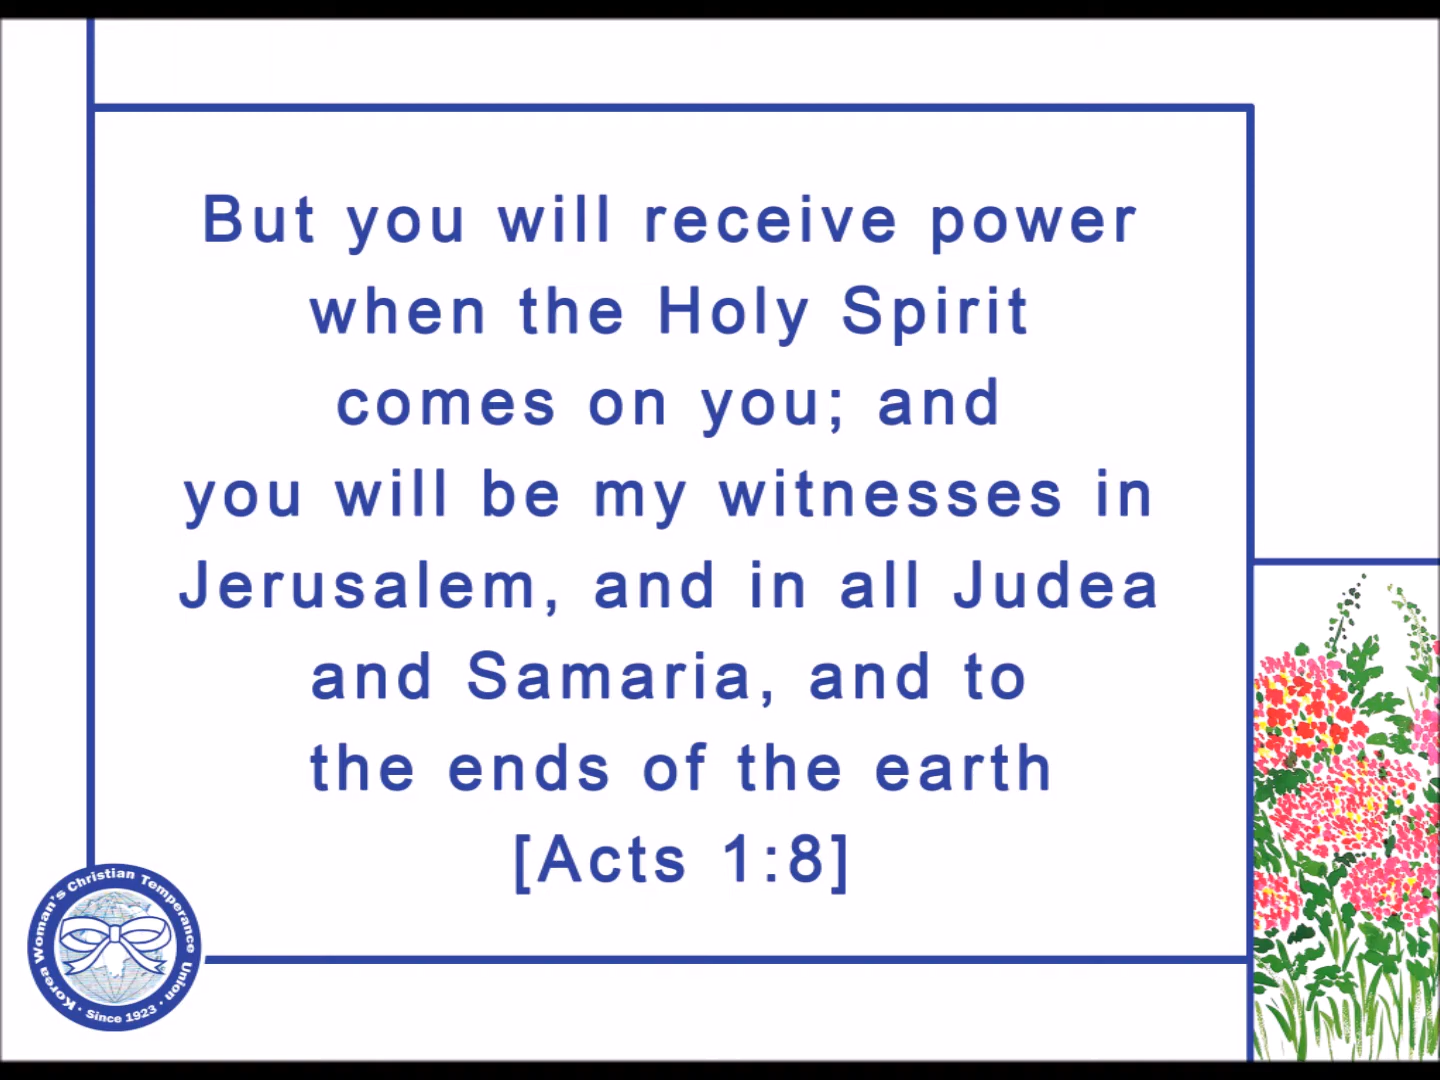 But you will receive power
when the Holy Spirit
comes on you; and
you will be my witnesses in
Jerusalem, and in all Judea
and Samaria, and to
the ends of the earth
[Acts 1:8]
Korea Woman's Christian Temperance Union
· Since 1923 ·